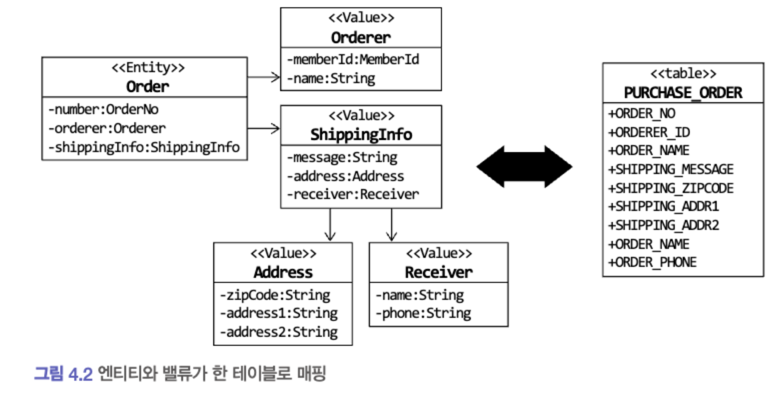 <<Value>>
Orderer
-memberId:MemberId
-name:String
<<Entity>>
Order
-number:OrderNo
-orderer:Orderer
-shippingInfo:ShippingInfo
<<Value>>
ShippingInfo
-message:String
-address:Address
-receiver:Receiver
<<Value>>
Address
-zipCode:String
-address1:String
-address2:String
<<Value>>
Receiver
-name:String
-phone:String
<<table>>
PURCHASE_ORDER
+ORDER_NO
+ORDERER_ID
+ORDER_NAME
+SHIPPING_MESSAGE
+SHIPPING_ZIPCODE
+SHIPPING_ADDR1
+SHIPPING_ADDR2
+ORDER_NAME
+ORDER_PHONE
그림 4.2 엔티티와 밸류가 한 테이블로 매핑